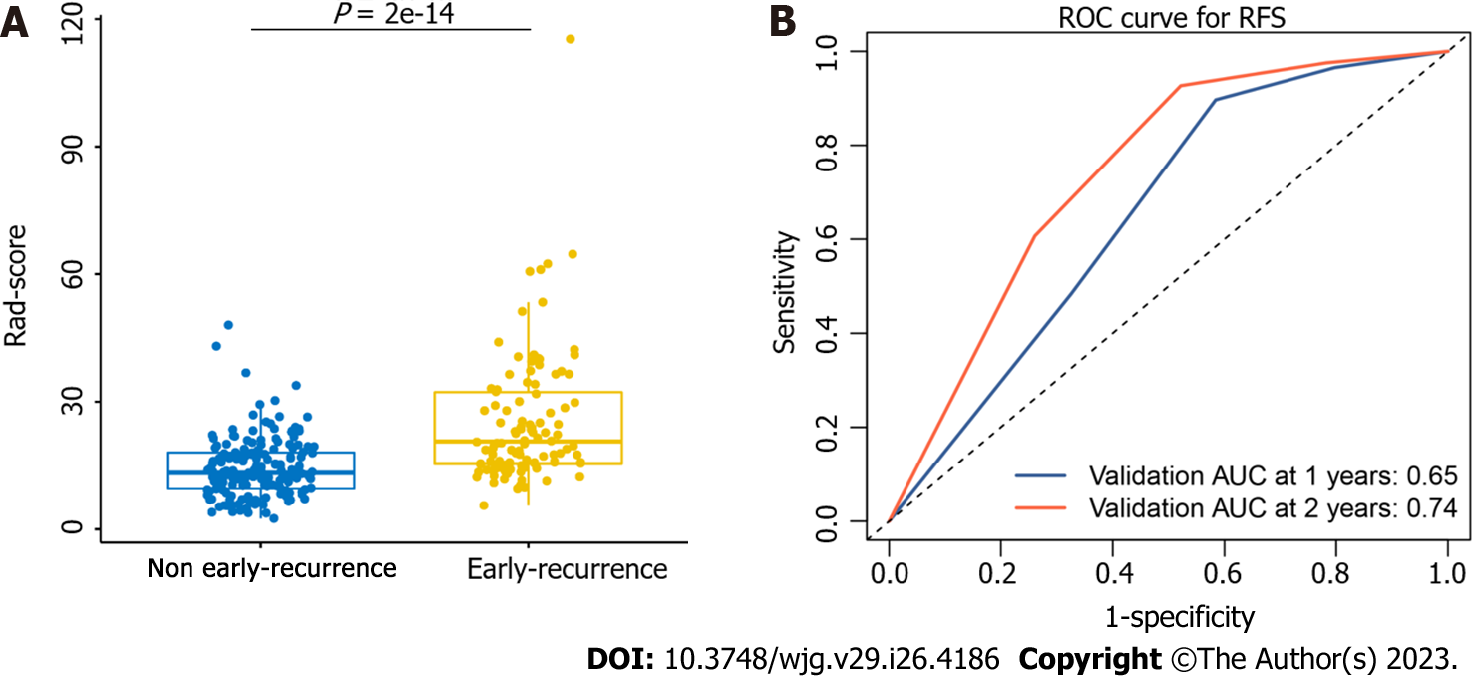 A
P = 2e-14
120
90
60
30
0
Rad-score
Non early-recurrence
Early-recurrence
B
ROC curve for RFS
1.0
0.8
0.6
0.4
0.2
0.0
Sensitivity
Validation AUC at 1 years: 0.65
Validation AUC at 2 years: 0.74
0.0 0.2 0.4 0.6 0.8 1.0
1-specificity
DOI: 10.3748/wjg.v29.i26.4186 Copyright ©The Author(s) 2023.